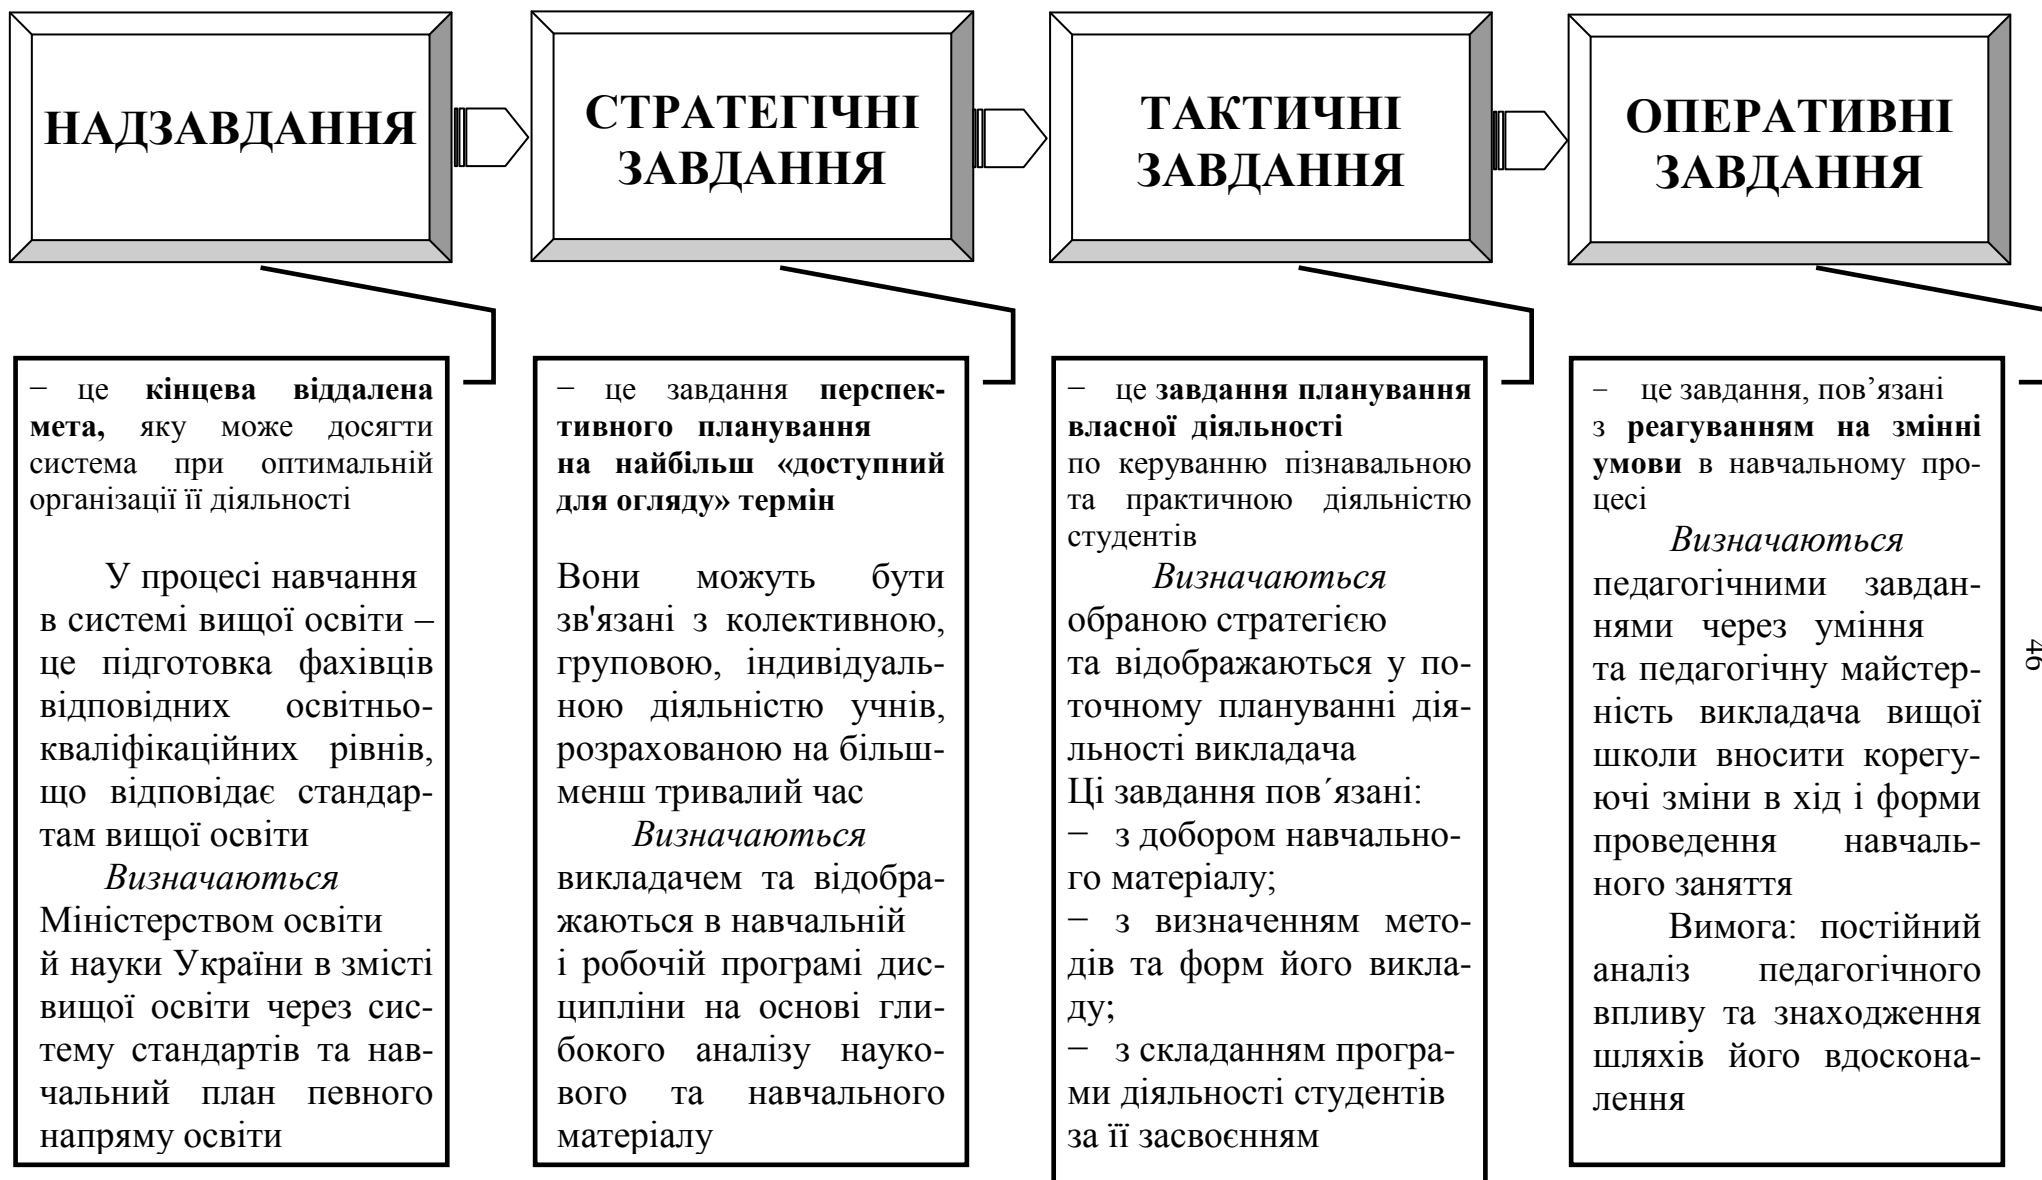 НАДЗАВДАННЯ
СТРАТЕГІЧНІ
ЗАВДАННЯ
ТАКТИЧНІ
ЗАВДАННЯ
ОПЕРАТИВНІ
ЗАВДАННЯ
− це кінцева віддалена
мета, яку може досягти
система при оптимальній
організації її діяльності
У процесі навчання
в системі вищої освіти –
це підготовка фахівців
відповідних освітньо-
кваліфікаційних рівнів,
що відповідає стандар-
там вищої освіти
Визначаються
Міністерством освіти
й науки України в змісті
вищої освіти через сис-
тему стандартів та нав-
чальний план певного
напряму освіти
− це завдання перспек-
тивного планування
на найбільш «доступний
для огляду» термін
Вони можуть бути
зв'язані з колективною,
груповою, індивідуаль-
ною діяльністю учнів,
розрахованою на більш-
менш тривалий час
Визначаються
викладачем та відобра-
жаються в навчальній
і робочій програмі дис-
ципліни на основі гли-
бокого аналізу науко-
вого та навчального
матеріалу
− це завдання планування
власної діяльності
по керуванню пізнавальною
та практичною діяльністю
студентів
Визначаються
обраною стратегією
та відображаються у по-
точному плануванні дія-
льності викладача
Ці завдання пов´язані:
− з добором навчально-
го матеріалу;
− з визначенням мето-
дів та форм його викла-
ду;
− з складанням програ-
ми діяльності студентів
за її засвоєнням
– це завдання, пов’язані
з реагуванням на змінні
умови в навчальному про-
цесі
Визначаються
педагогічними завдан-
нями через уміння
та педагогічну майстер-
ність викладача вищої
школи вносити корегу-
ючі зміни в хід і форми
проведення навчаль-
ного заняття
Вимога: постійний
аналіз педагогічного
впливу та знаходження
шляхів його вдоскона-
лення
46